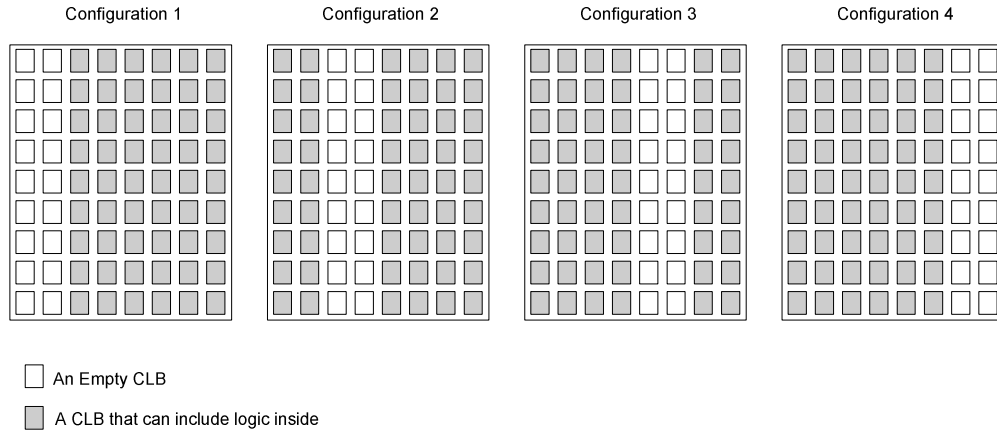 Configuration 1 Configuration 2 Configuration 3 Configuration 4
An Empty CLB
A CLB that can include logic inside